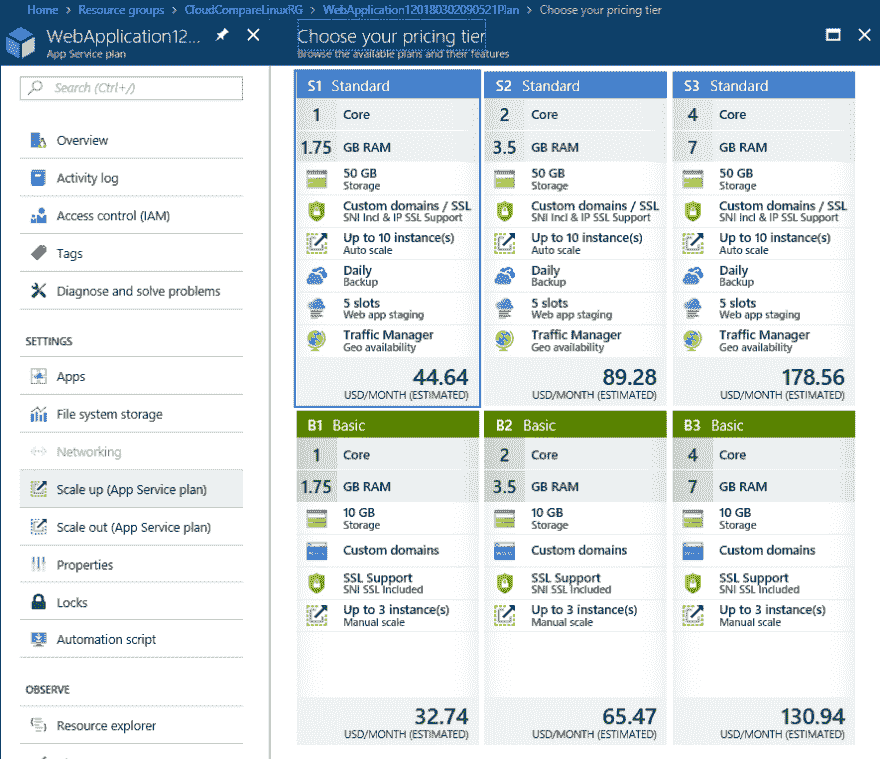 Home > Resource groups > CloudCompareLinuxRG > WebApplication120180302090521Plan > Choose your pricing tier
WebApplication12...
App Service plan
Search (Ctrl+/)
Overview
Activity log
Access control (IAM)
Tags
Diagnose and solve problems
SETTINGS
Apps
File system storage
Networking
Scale up (App Service plan)
Scale out (App Service plan)
Properties
Locks
Automation script
OBSERVE
Resource explorer
Choose your pricing tier
Browse the available plans and their features
S1 Standard
1 Core
1.75 GB RAM
50 GB
Storage
Custom domains / SSL
SNI Incl & IP SSL Support
Up to 10 instance(s)
Auto scale
Daily
Backup
5 slots
Web app staging
Traffic Manager
Geo availability
44.64
USD/MONTH (ESTIMATED)
S2 Standard
2 Core
3.5 GB RAM
50 GB
Storage
Custom domains / SSL
SNI Incl & IP SSL Support
Up to 10 instance(s)
Auto scale
Daily
Backup
5 slots
Web app staging
Traffic Manager
Geo availability
89.28
USD/MONTH (ESTIMATED)
S3 Standard
4 Core
7 GB RAM
50 GB
Storage
Custom domains / SSL
SNI Incl & IP SSL Support
Up to 10 instance(s)
Auto scale
Daily
Backup
5 slots
Web app staging
Traffic Manager
Geo availability
178.56
USD/MONTH (ESTIMATED)
B1 Basic
1 Core
1.75 GB RAM
10 GB
Storage
Custom domains
SSL Support
SNI SSL Included
Up to 3 instance(s)
Manual scale
32.74
USD/MONTH (ESTIMATED)
B2 Basic
2 Core
3.5 GB RAM
10 GB
Storage
Custom domains
SSL Support
SNI SSL Included
Up to 3 instance(s)
Manual scale
65.47
USD/MONTH (ESTIMATED)
B3 Basic
4 Core
7 GB RAM
10 GB
Storage
Custom domains
SSL Support
SNI SSL Included
Up to 3 instance(s)
Manual scale
130.94
USD/MONTH (ESTIMATED)